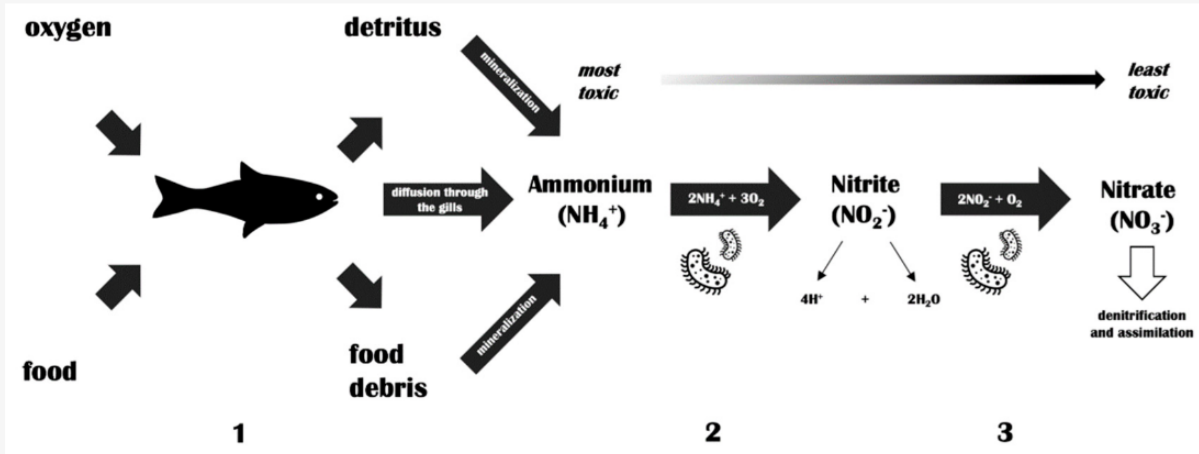 oxygen
detritus
mineralization
most
toxic
least
toxic
diffusion through
the gills
Ammonium
(NH₄⁺)
2NH₄⁺ + 3O₂
Nitrite
(NO₂⁻)
2NO₂⁻ + O₂
Nitrate
(NO₃⁻)
4H⁺ + 2H₂O
denitrification
and assimilation
mineralization
food
food
debris
1
2
3